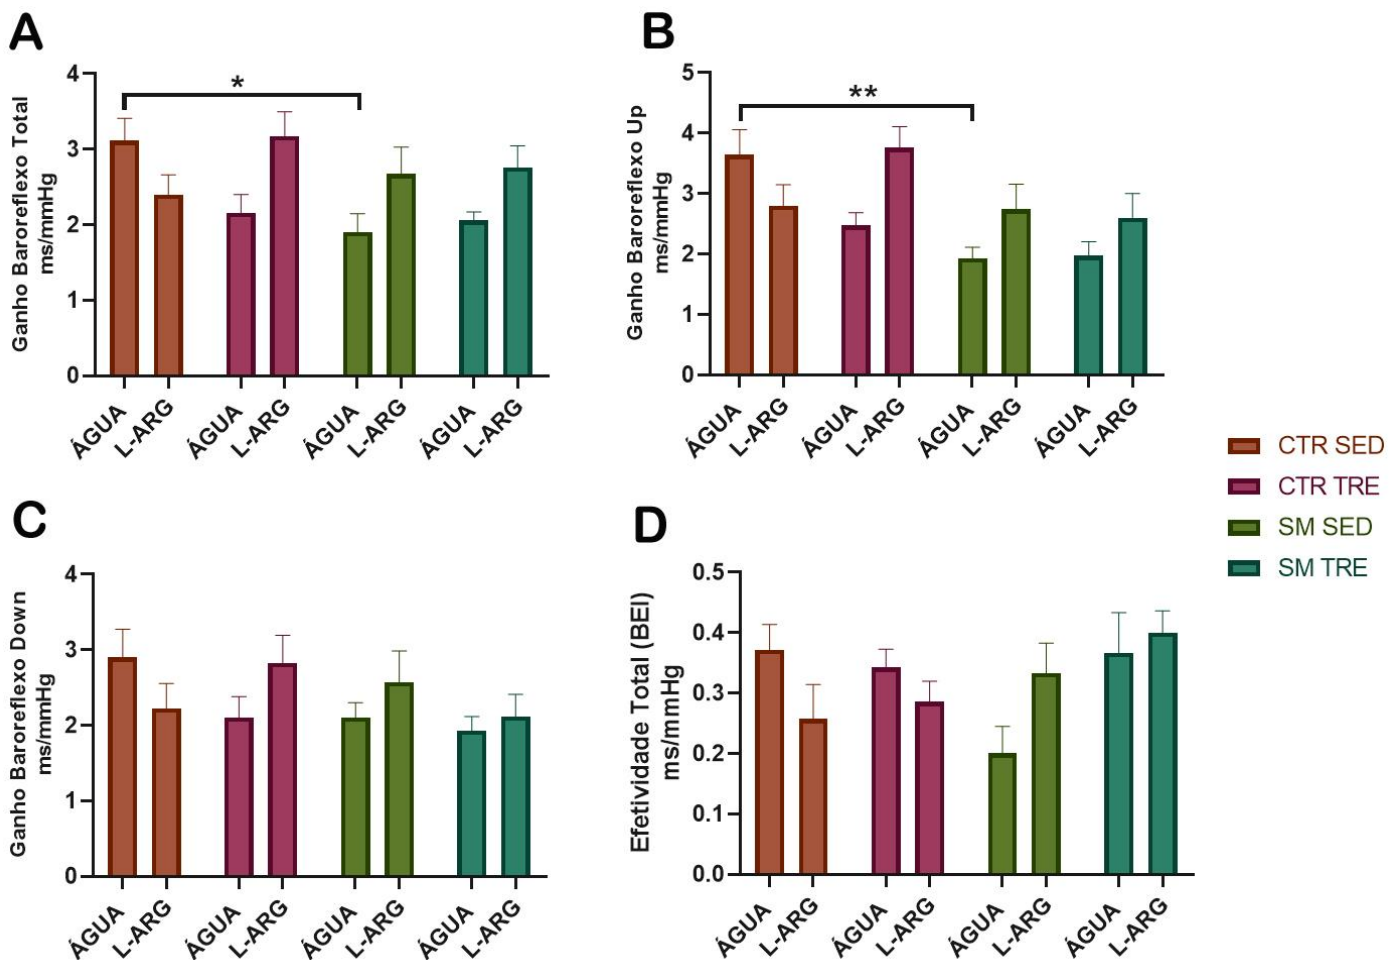 A
Ganho Baroreflexo Total
ms/mmHg
4
3
2
1
0
*
ÁGUA
L-ARG
ÁGUA
L-ARG
ÁGUA
L-ARG
ÁGUA
L-ARG
B
Ganho Baroreflexo Up
ms/mmHg
5
4
3
2
1
0
**
ÁGUA
L-ARG
ÁGUA
L-ARG
ÁGUA
L-ARG
ÁGUA
L-ARG
CTR SED
CTR TRE
SM SED
SM TRE
C
Ganho Baroreflexo Down
ms/mmHg
4
3
2
1
0
ÁGUA
L-ARG
ÁGUA
L-ARG
ÁGUA
L-ARG
ÁGUA
L-ARG
D
Efetividade Total (BEI)
ms/mmHg
0.5
0.4
0.3
0.2
0.1
0.0
ÁGUA
L-ARG
ÁGUA
L-ARG
ÁGUA
L-ARG
ÁGUA
L-ARG